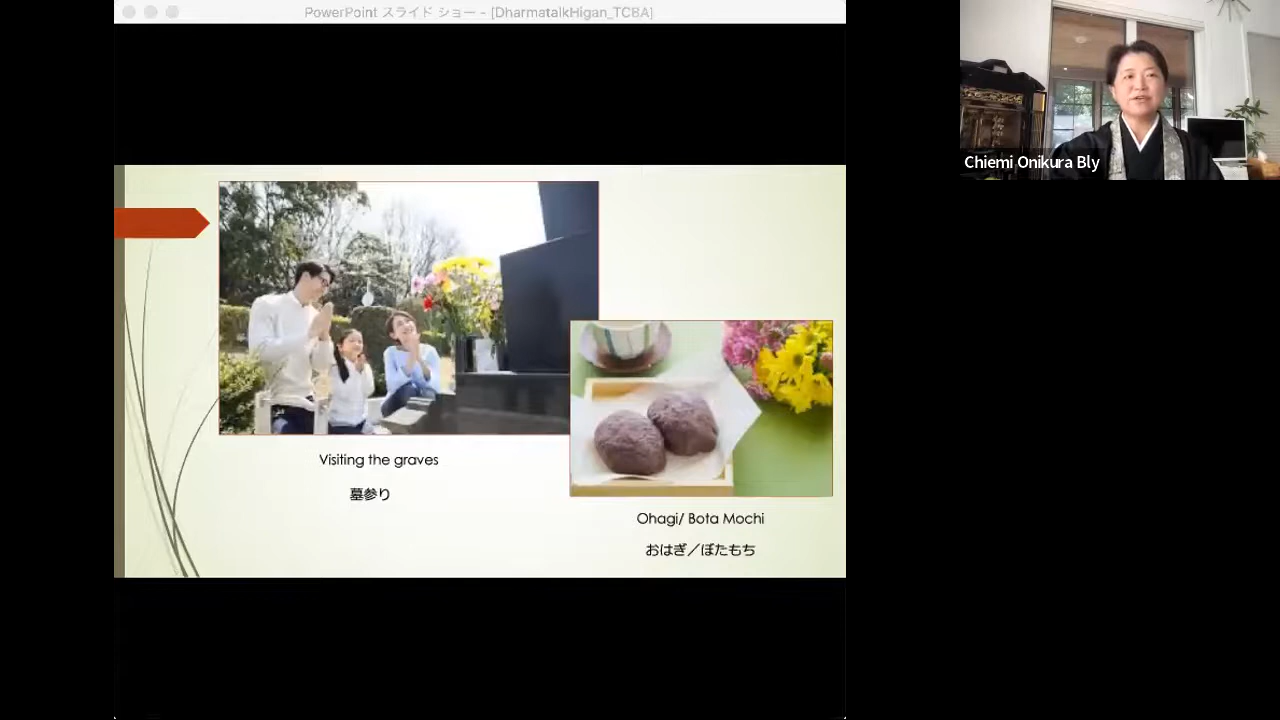 PowerPoint スライド ショー - [DharmatalkHigan_TCBA]
Chiemi Onikura Bly
Visiting the graves
墓参り
Ohagi/ Bota Mochi
おはぎ／ぼたもち